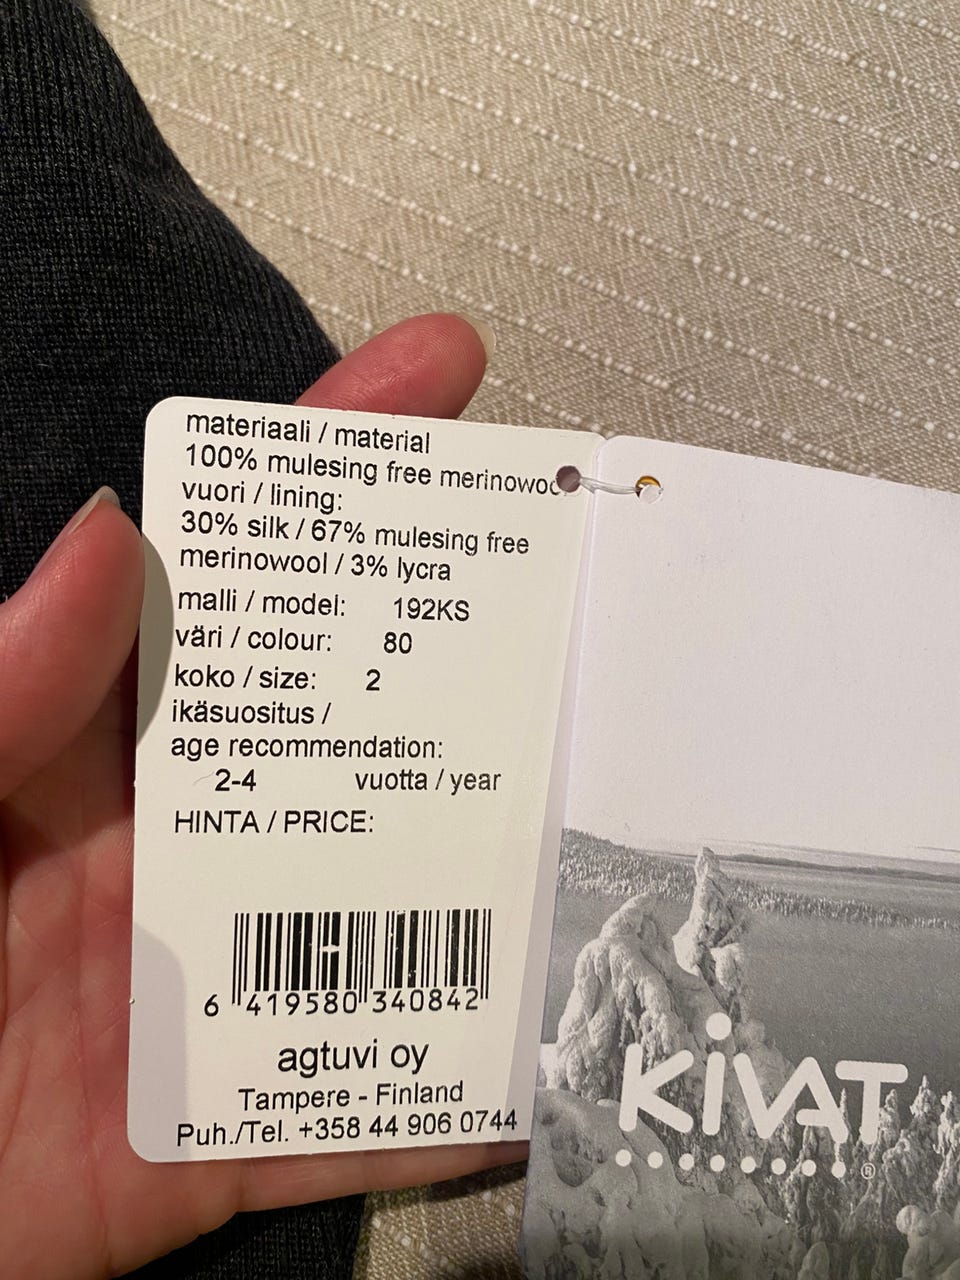 materiaali / material
100% mulesing free
vuori / lining:
30% silk / 67% mulesing free
merinowool / 3% lycra
malli / model: 192KS
väri / colour: 80
koko / size: 2
ikäsuositus /
age recommendation:
2-4 vuotta / year
HINTA / PRICE:
6 419580 340842
agtuvi oy
Tampere - Finland
Puh./Tel. +358 44 906 0744
KIVAT
®